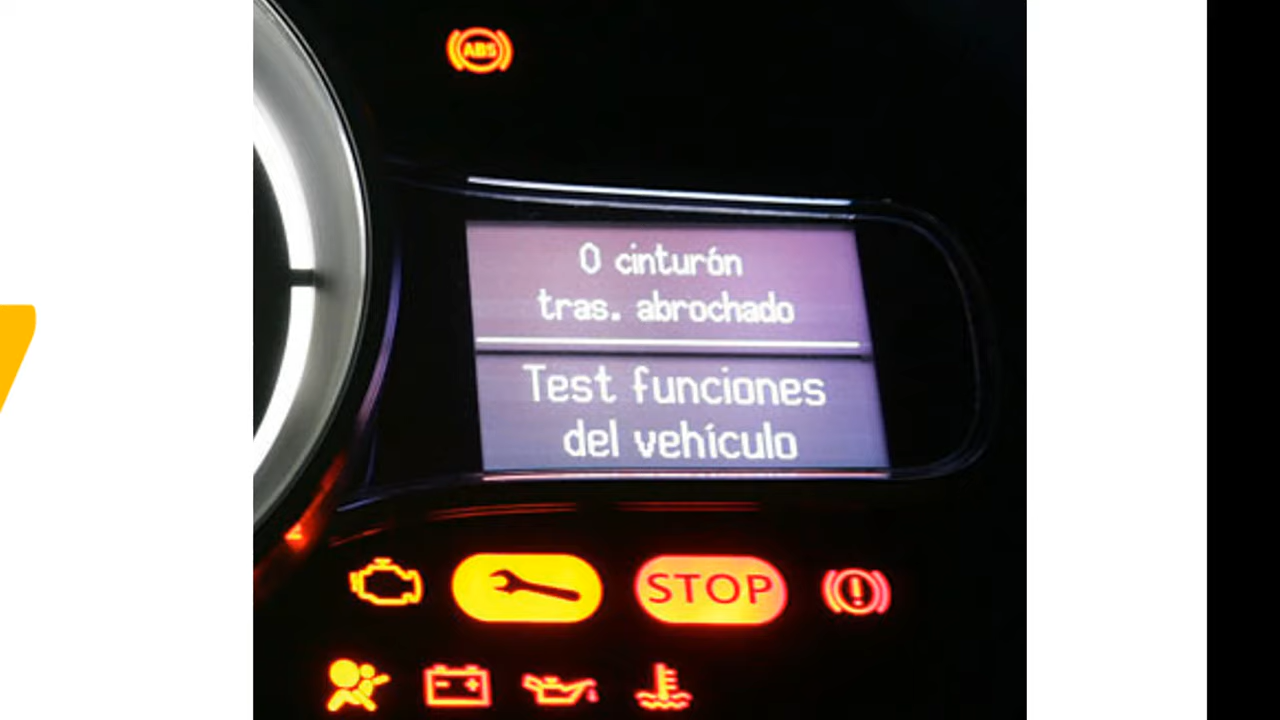 ABS
0 cinturón
tras. abrochado
Test funciones
del vehículo
STOP